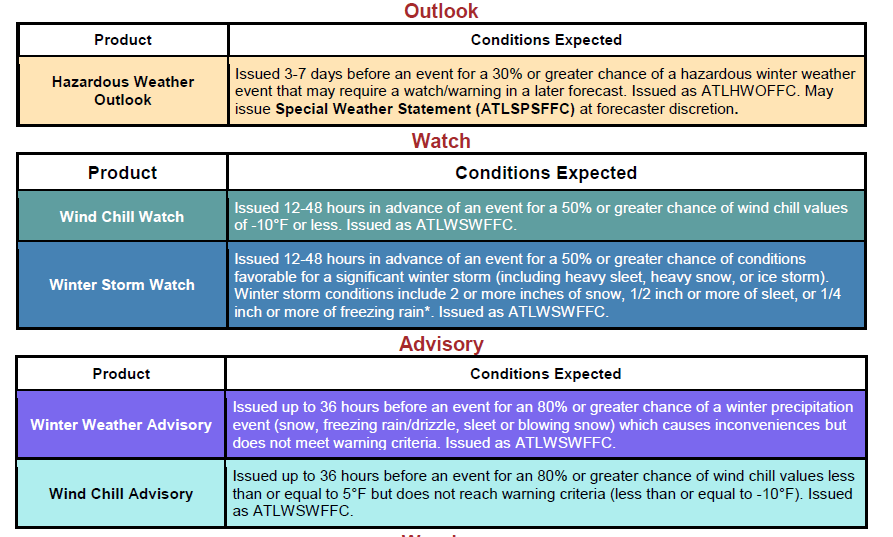 Outlook
Product
Conditions Expected
Hazardous Weather
Outlook
Issued 3-7 days before an event for a 30% or greater chance of a hazardous winter weather
event that may require a watch/warning in a later forecast. Issued as ATLHWOFFC. May
issue Special Weather Statement (ATLSPSFFC) at forecaster discretion.
Watch
Product
Conditions Expected
Wind Chill Watch
Issued 12-48 hours in advance of an event for a 50% or greater chance of wind chill values
of -10°F or less. Issued as ATLWSWFFC.
Winter Storm Watch
Issued 12-48 hours in advance of an event for a 50% or greater chance of conditions
favorable for a significant winter storm (including heavy sleet, heavy snow, or ice storm).
Winter storm conditions include 2 or more inches of snow, 1/2 inch or more of sleet, or 1/4
inch or more of freezing rain*. Issued as ATLWSWFFC.
Advisory
Product
Conditions Expected
Winter Weather Advisory
Issued up to 36 hours before an event for an 80% or greater chance of a winter precipitation
event (snow, freezing rain/drizzle, sleet or blowing snow) which causes inconveniences but
does not meet warning criteria. Issued as ATLWSWFFC.
Wind Chill Advisory
Issued up to 36 hours before an event for an 80% or greater chance of wind chill values less
than or equal to 5°F but does not reach warning criteria (less than or equal to -10°F). Issued
as ATLWSWFFC.